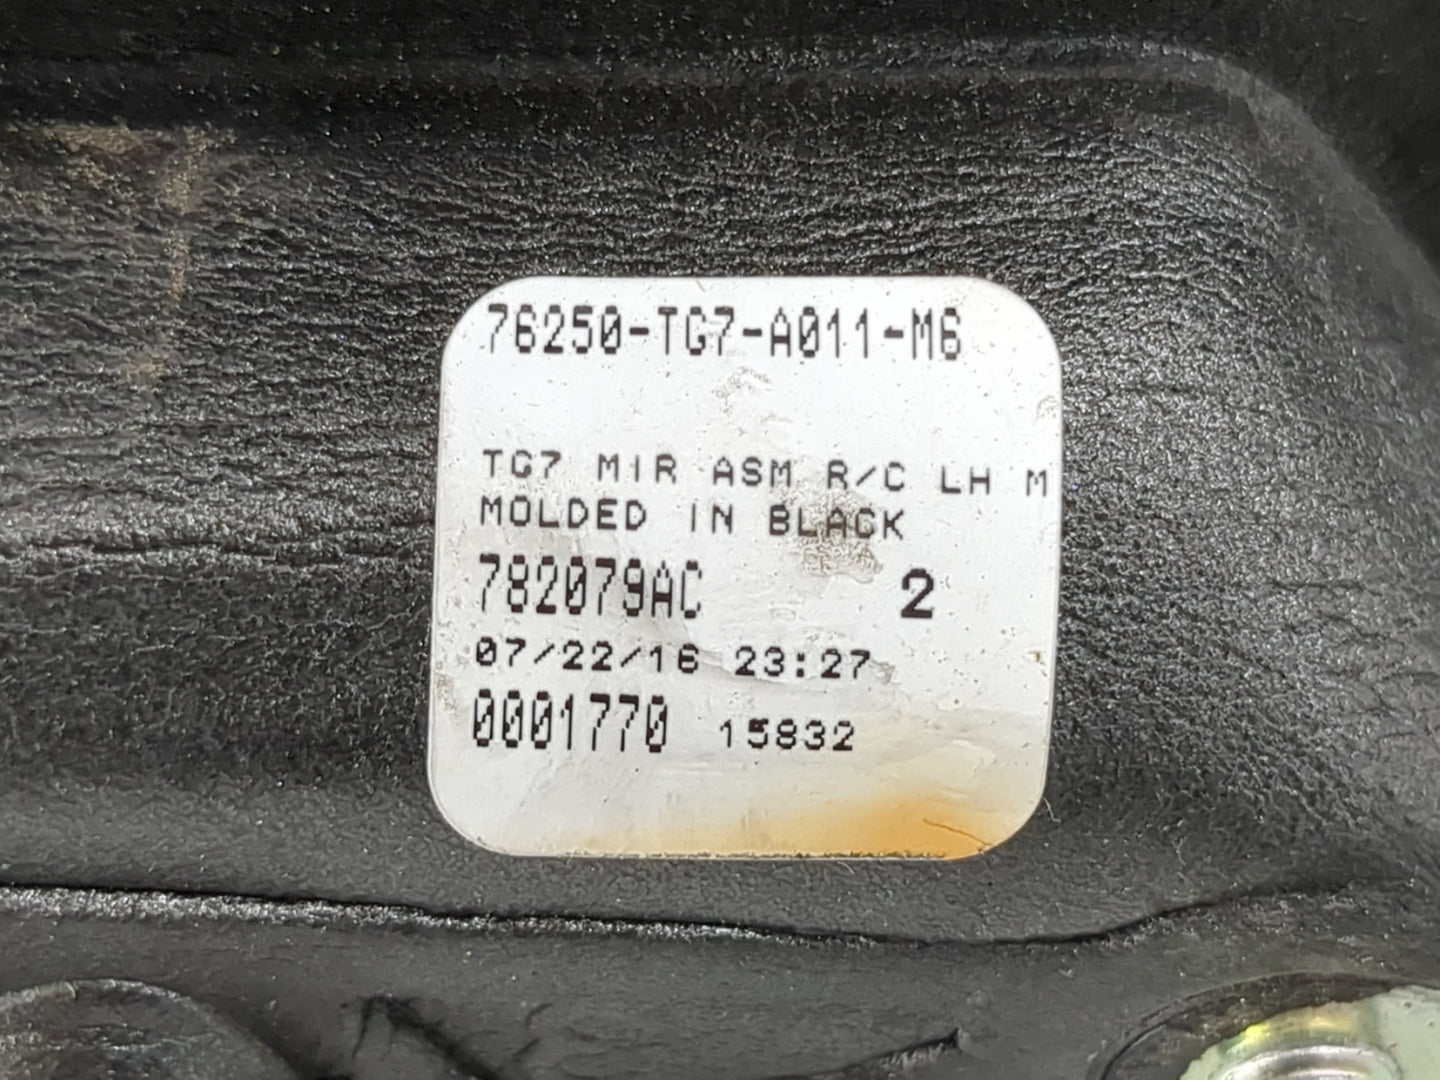 76250-TG7-A011-M6
TG7 MIR ASM R/C LH M
MOLDED IN BLACK
782079AC 2
07/22/16 23:27
0001770 15832